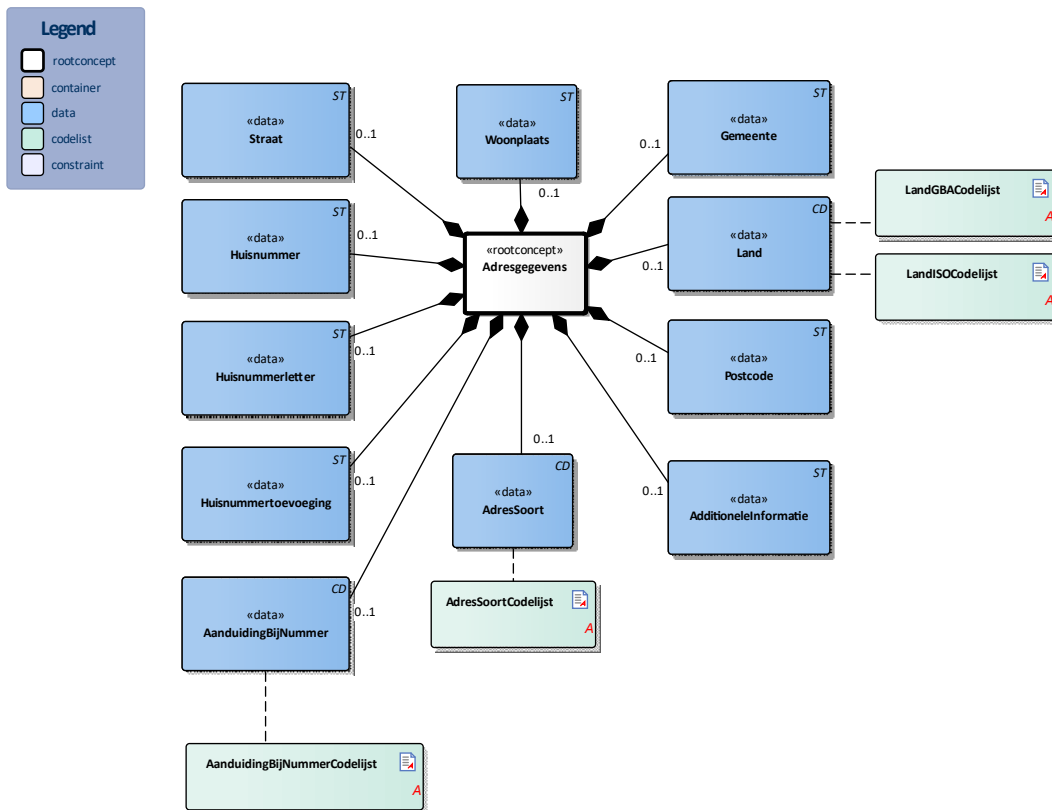 Legend
rootconcept
container
data
codelist
constraint
ST
«data»
Straat
0..1
ST
«data»
Woonplaats
0..1
ST
«data»
Gemeente
0..1
ST
«data»
Huisnummer
0..1
«rootconcept»
Adresgegevens
CD
«data»
Land
0..1
LandGBACodelijst
A
LandISOCodelijst
A
ST
«data»
Huisnummerletter
0..1
ST
«data»
Postcode
0..1
ST
«data»
Huisnummertoevoeging
0..1
CD
«data»
AdresSoort
0..1
ST
«data»
AdditioneleInformatie
0..1
CD
«data»
AanduidingBijNummer
0..1
AdresSoortCodelijst
A
AanduidingBijNummerCodelijst
A